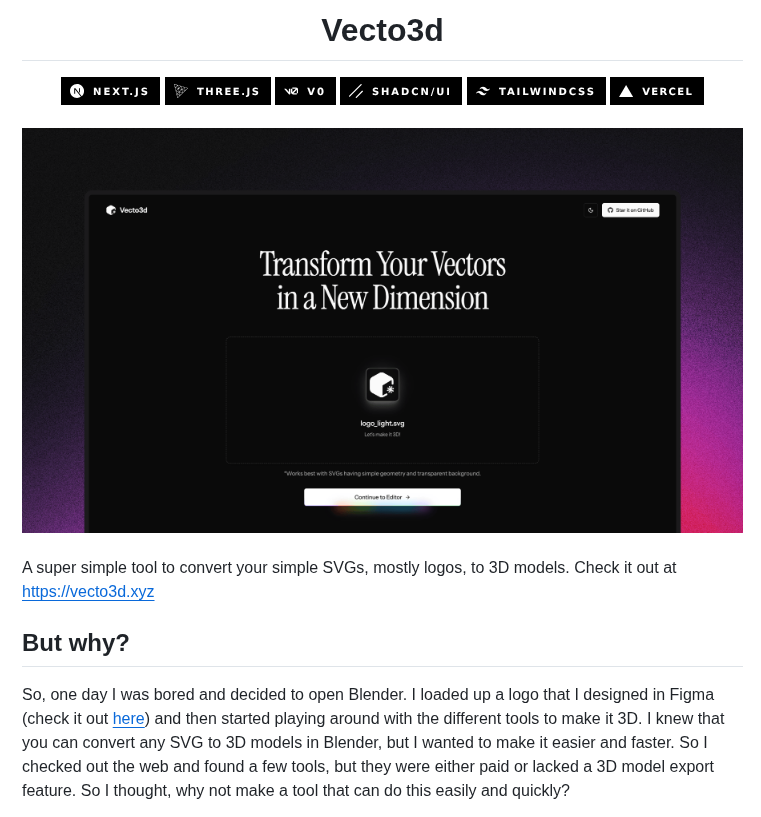 Vecto3d
NEXT.JS THREE.JS V0 SHADCN/UI TAILWINDCSS VERCEL
Vecto3d
Star it on GitHub
Transform Your Vectors
in a New Dimension
logo_light.svg
Let's make it 3D!
*Works best with SVGs having simple geometry and transparent background.
Continue to Editor →
A super simple tool to convert your simple SVGs, mostly logos, to 3D models. Check it out at
https://vecto3d.xyz
But why?
So, one day I was bored and decided to open Blender. I loaded up a logo that I designed in Figma
(check it out here) and then started playing around with the different tools to make it 3D. I knew that
you can convert any SVG to 3D models in Blender, but I wanted to make it easier and faster. So I
checked out the web and found a few tools, but they were either paid or lacked a 3D model export
feature. So I thought, why not make a tool that can do this easily and quickly?